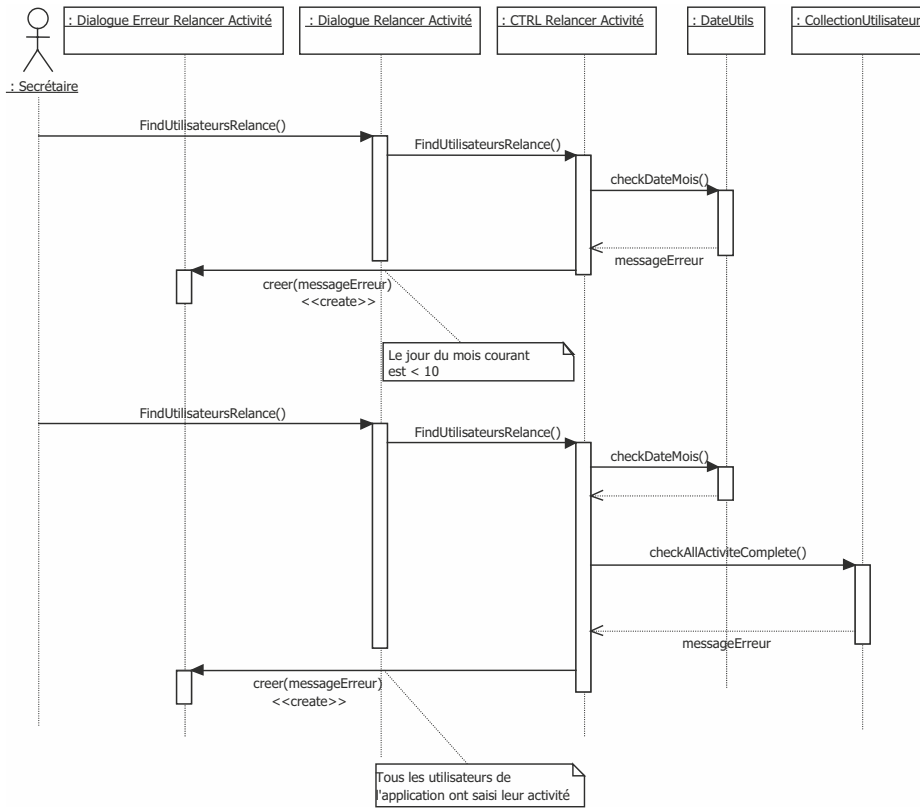 : Dialogue Erreur Relancer Activité
: Dialogue Relancer Activité
: CTRL Relancer Activité
: DateUtils
: CollectionUtilisateur
: Secrétaire
FindUtilisateursRelance()
FindUtilisateursRelance()
checkDateMois()
messageErreur
creer(messageErreur)
<<create>>
Le jour du mois courant
est < 10
FindUtilisateursRelance()
FindUtilisateursRelance()
checkDateMois()
checkAllActiviteComplete()
messageErreur
creer(messageErreur)
<<create>>
Tous les utilisateurs de
l'application ont saisi leur activité